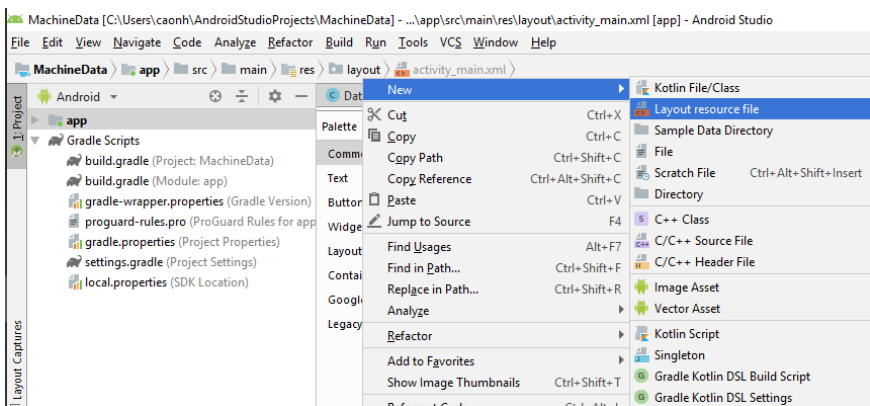 MachineData [C:\Users\caonh\AndroidStudioProjects\MachineData] - ...\app\src\main\res\layout\activity_main.xml [app] - Android Studio
File Edit View Navigate Code Analyze Refactor Build Run Tools VCS Window Help
MachineData app src main res layout activity_main.xml
1: Project
Layout Captures
Android
app
Gradle Scripts
build.gradle (Project: MachineData)
build.gradle (Module: app)
gradle-wrapper.properties (Gradle Version)
proguard-rules.pro (ProGuard Rules for app
gradle.properties (Project Properties)
settings.gradle (Project Settings)
local.properties (SDK Location)
C Dat
Palette
Comm
Text
Button
Widge
Layout
Contai
Googl
Legacy
New
Cut Ctrl+X
Copy Ctrl+C
Copy Path Ctrl+Shift+C
Copy Reference Ctrl+Alt+Shift+C
Paste Ctrl+V
Jump to Source F4
Find Usages Alt+F7
Find in Path... Ctrl+Shift+F
Replace in Path... Ctrl+Shift+R
Analyze
Refactor
Add to Favorites
Show Image Thumbnails Ctrl+Shift+T
Kotlin File/Class
Layout resource file
Sample Data Directory
File
Scratch File Ctrl+Alt+Shift+Insert
Directory
S C++ Class
C++ C/C++ Source File
H C/C++ Header File
Image Asset
Vector Asset
Kotlin Script
Singleton
G Gradle Kotlin DSL Build Script
G Gradle Kotlin DSL Settings